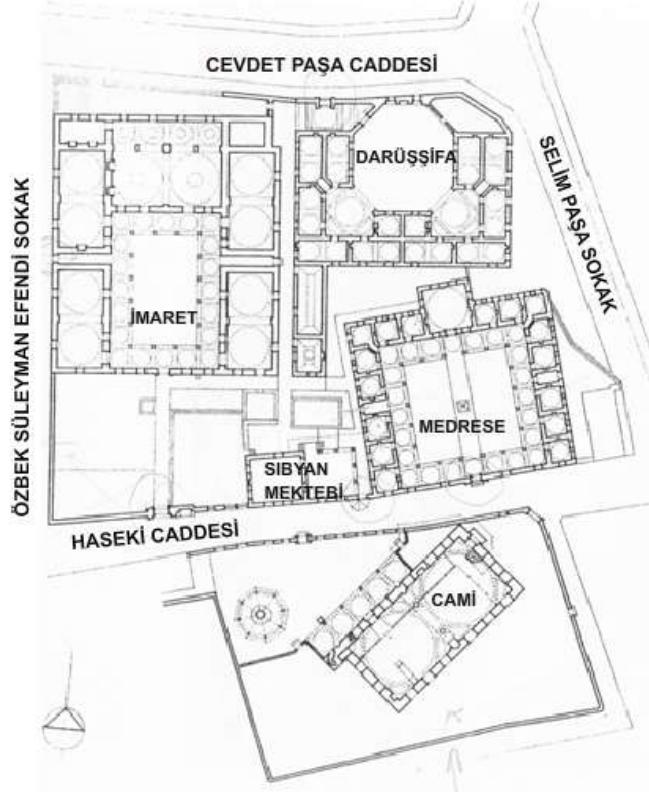 CEVDET PAŞA CADDESİ
DARÜŞŞİFA
SELİM PAŞA SOKAK
ÖZBEK SÜLEYMAN EFENDİ SOKAK
İMARET
MEDRESE
SIBYAN
MEKTEBİ
HASEKİ CADDESİ
CAMİ